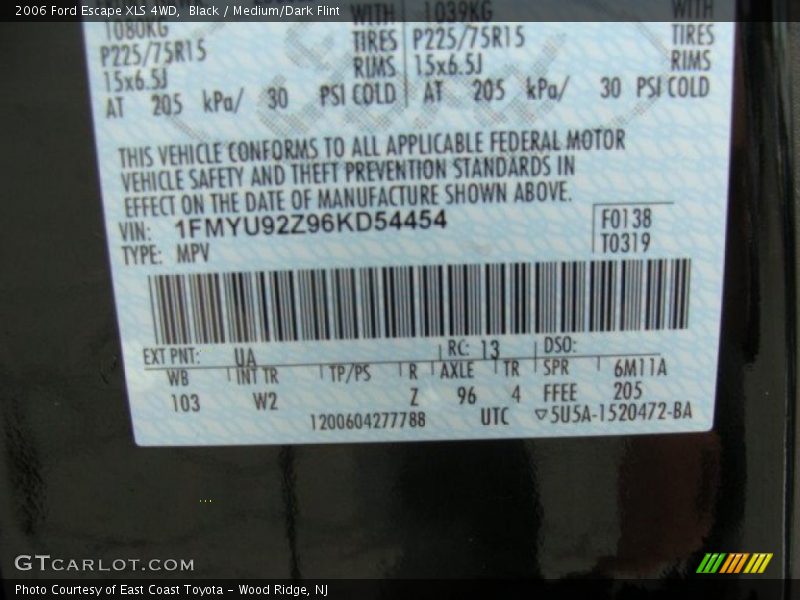 2006 Ford Escape XLS 4WD,  Black / Medium/Dark Flint
1080KG WITH 1039KG WITH
P225/75R15 TIRES P225/75R15 TIRES
15x6.5J RIMS 15x6.5J RIMS
AT 205 kPa/ 30 PSI COLD AT 205 kPa/ 30 PSI COLD
THIS VEHICLE CONFORMS TO ALL APPLICABLE FEDERAL MOTOR
VEHICLE SAFETY AND THEFT PREVENTION STANDARDS IN
EFFECT ON THE DATE OF MANUFACTURE SHOWN ABOVE.
VIN: 1FMYU92Z96KD54454 F0138
TYPE: MPV T0319
EXT PNT: UA RC: 13 DSO:
WB INT TR TP/PS R AXLE TR SPR 6M11A
103 W2 Z 96 4 FFEE 205
1200604277788 UTC ▽5U5A-1520472-BA
GTCARLOT.COM
Photo Courtesy of East Coast Toyota - Wood Ridge, NJ